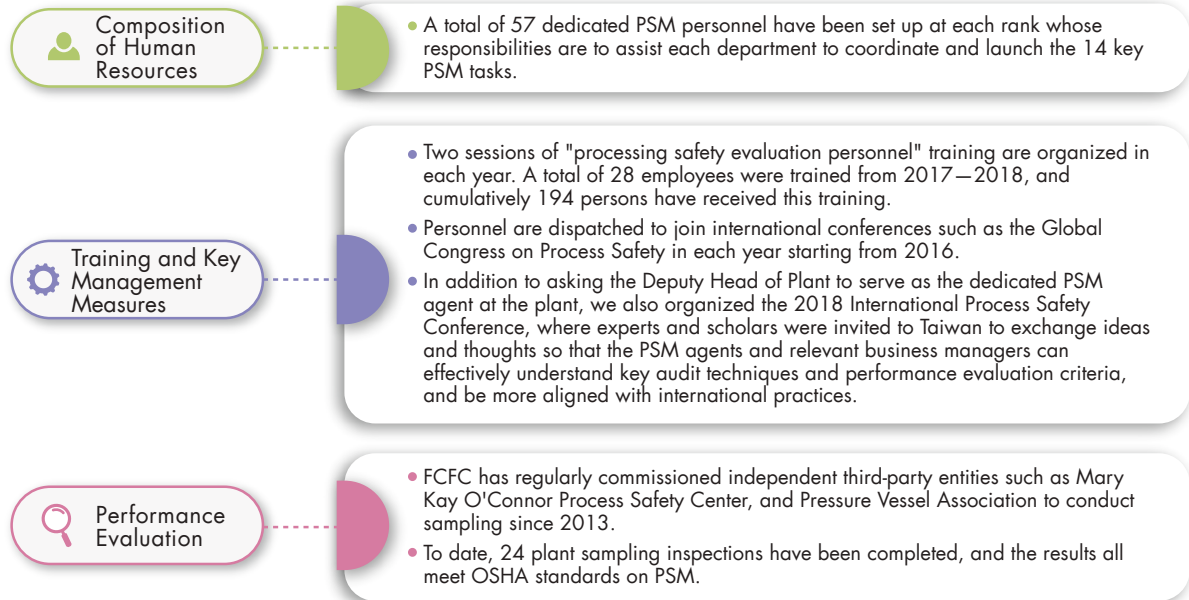 Composition
of Human
Resources
A total of 57 dedicated PSM personnel have been set up at each rank whose
responsibilities are to assist each department to coordinate and launch the 14 key
PSM tasks.
Training and Key
Management
Measures
Two sessions of "processing safety evaluation personnel" training are organized in
each year. A total of 28 employees were trained from 2017—2018, and
cumulatively 194 persons have received this training.
Personnel are dispatched to join international conferences such as the Global
Congress on Process Safety in each year starting from 2016.
In addition to asking the Deputy Head of Plant to serve as the dedicated PSM
agent at the plant, we also organized the 2018 International Process Safety
Conference, where experts and scholars were invited to Taiwan to exchange ideas
and thoughts so that the PSM agents and relevant business managers can
effectively understand key audit techniques and performance evaluation criteria,
and be more aligned with international practices.
Performance
Evaluation
FCFC has regularly commissioned independent third-party entities such as Mary
Kay O'Connor Process Safety Center, and Pressure Vessel Association to conduct
sampling since 2013.
To date, 24 plant sampling inspections have been completed, and the results all
meet OSHA standards on PSM.